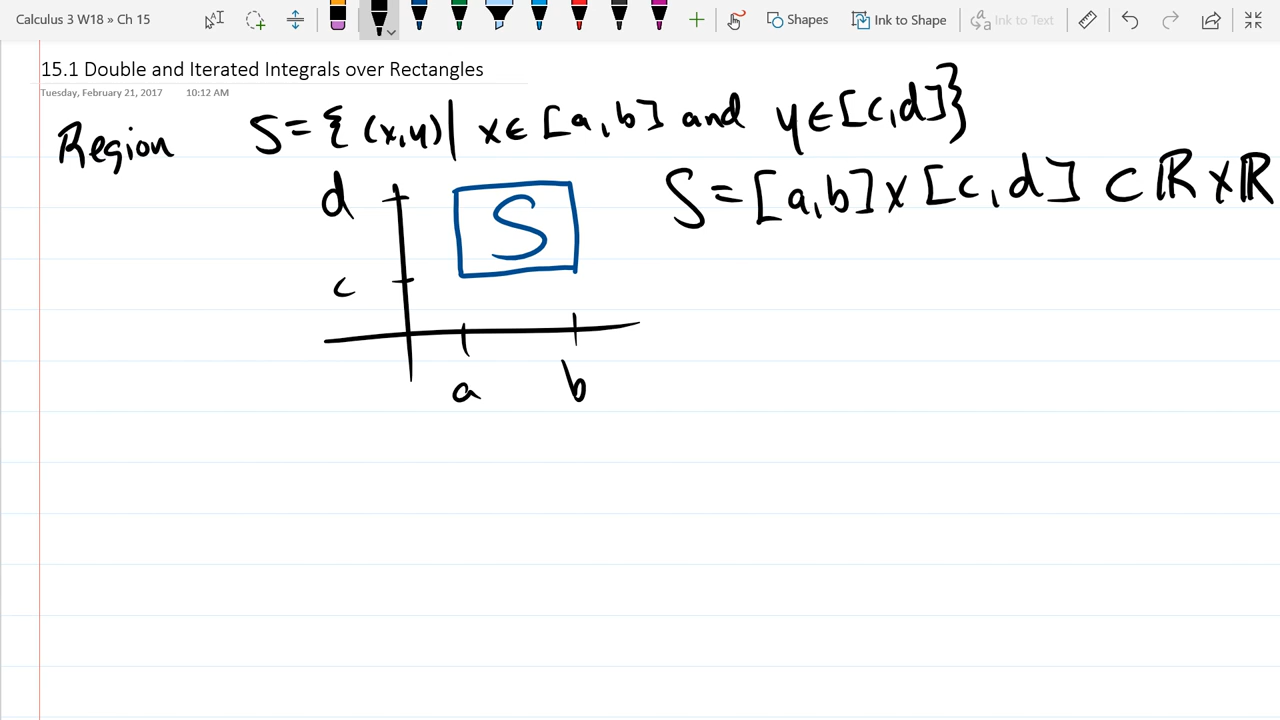 Calculus 3 W18 » Ch 15
Shapes
Ink to Shape
Ink to Text
15.1 Double and Iterated Integrals over Rectangles
Tuesday, February 21, 2017 10:12 AM
Region S = { (x,y) | x ∈ [a,b] and y ∈ [c,d] }
S = [a,b] x [c,d] ⊂ ℝ x ℝ
d
S
c
a b